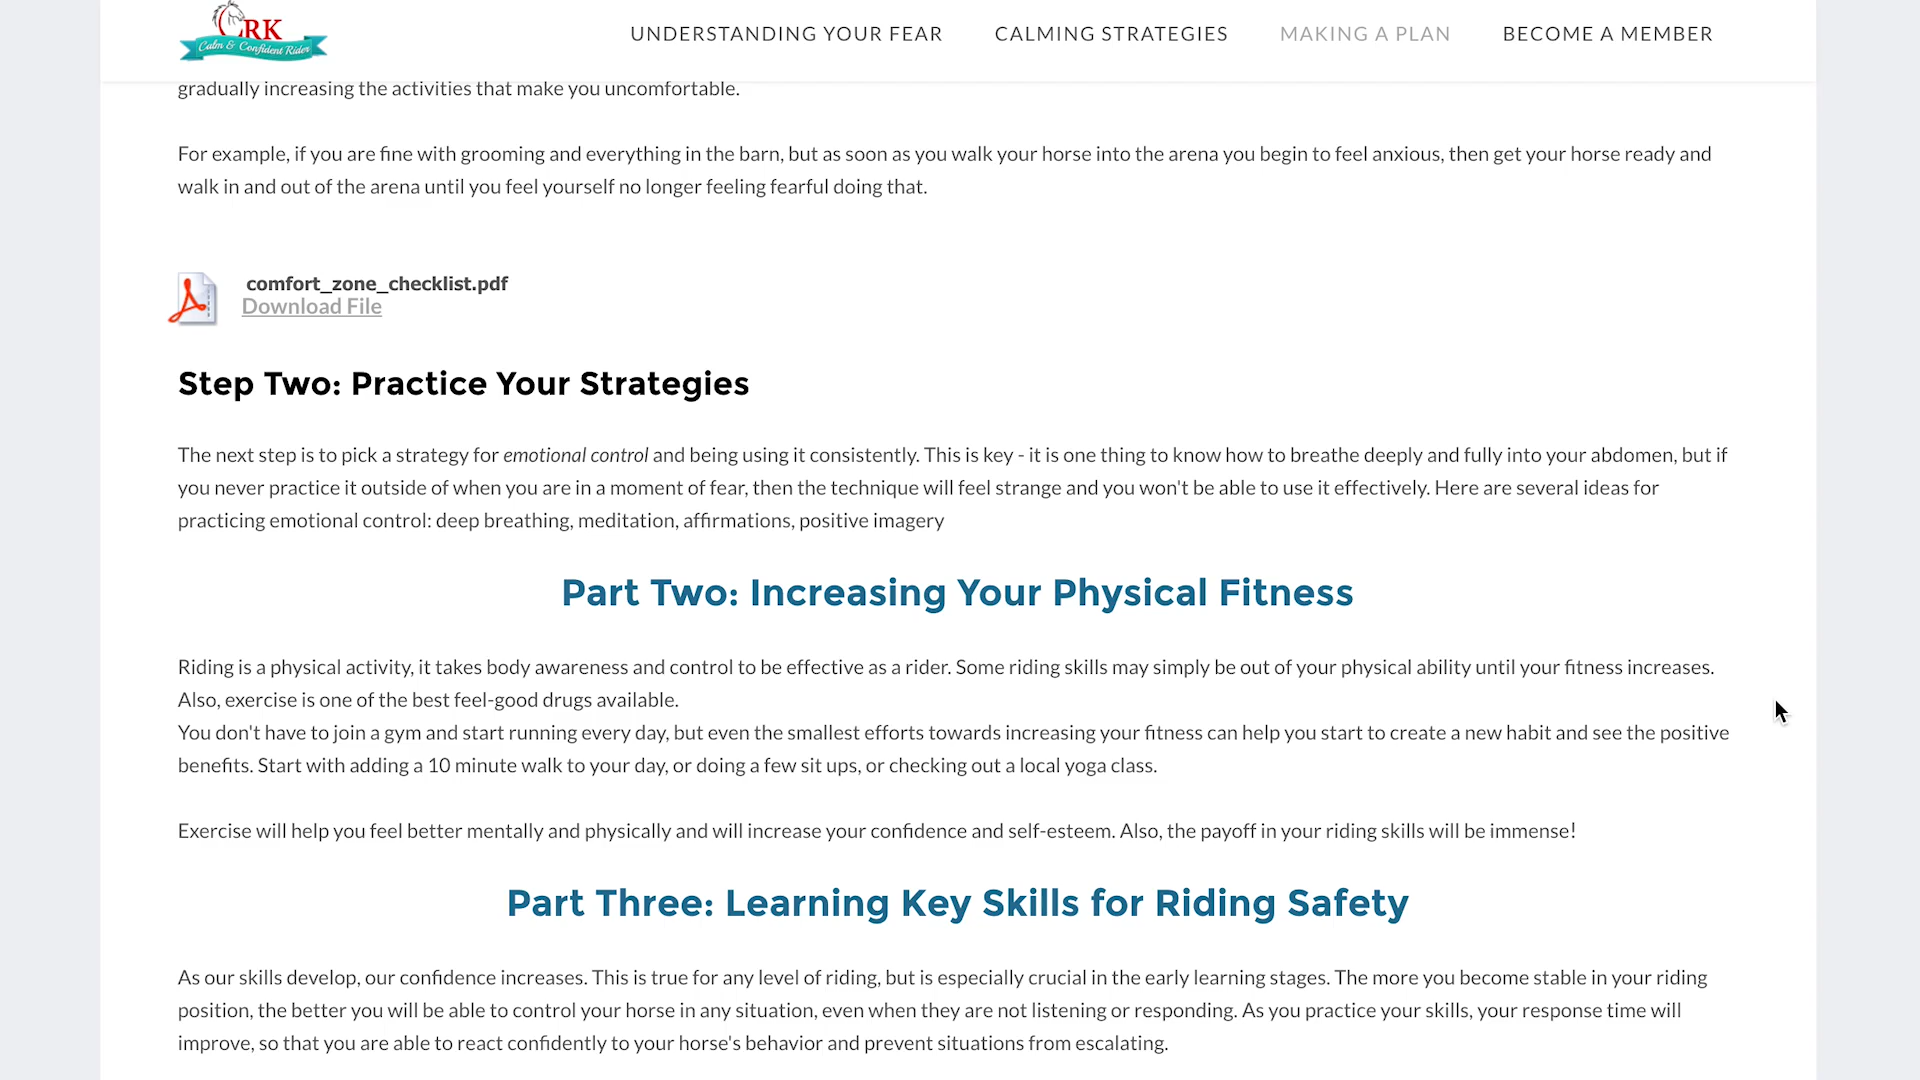 CRK
Calm & Confident Rider
UNDERSTANDING YOUR FEAR
CALMING STRATEGIES
MAKING A PLAN
BECOME A MEMBER
gradually increasing the activities that make you uncomfortable.
For example, if you are fine with grooming and everything in the barn, but as soon as you walk your horse into the arena you begin to feel anxious, then get your horse ready and
walk in and out of the arena until you feel yourself no longer feeling fearful doing that.
comfort_zone_checklist.pdf
Download File
Step Two: Practice Your Strategies
The next step is to pick a strategy for emotional control and being using it consistently. This is key - it is one thing to know how to breathe deeply and fully into your abdomen, but if
you never practice it outside of when you are in a moment of fear, then the technique will feel strange and you won't be able to use it effectively. Here are several ideas for
practicing emotional control: deep breathing, meditation, affirmations, positive imagery
Part Two: Increasing Your Physical Fitness
Riding is a physical activity, it takes body awareness and control to be effective as a rider. Some riding skills may simply be out of your physical ability until your fitness increases.
Also, exercise is one of the best feel-good drugs available.
You don't have to join a gym and start running every day, but even the smallest efforts towards increasing your fitness can help you start to create a new habit and see the positive
benefits. Start with adding a 10 minute walk to your day, or doing a few sit ups, or checking out a local yoga class.
Exercise will help you feel better mentally and physically and will increase your confidence and self-esteem. Also, the payoff in your riding skills will be immense!
Part Three: Learning Key Skills for Riding Safety
As our skills develop, our confidence increases. This is true for any level of riding, but is especially crucial in the early learning stages. The more you become stable in your riding
position, the better you will be able to control your horse in any situation, even when they are not listening or responding. As you practice your skills, your response time will
improve, so that you are able to react confidently to your horse's behavior and prevent situations from escalating.